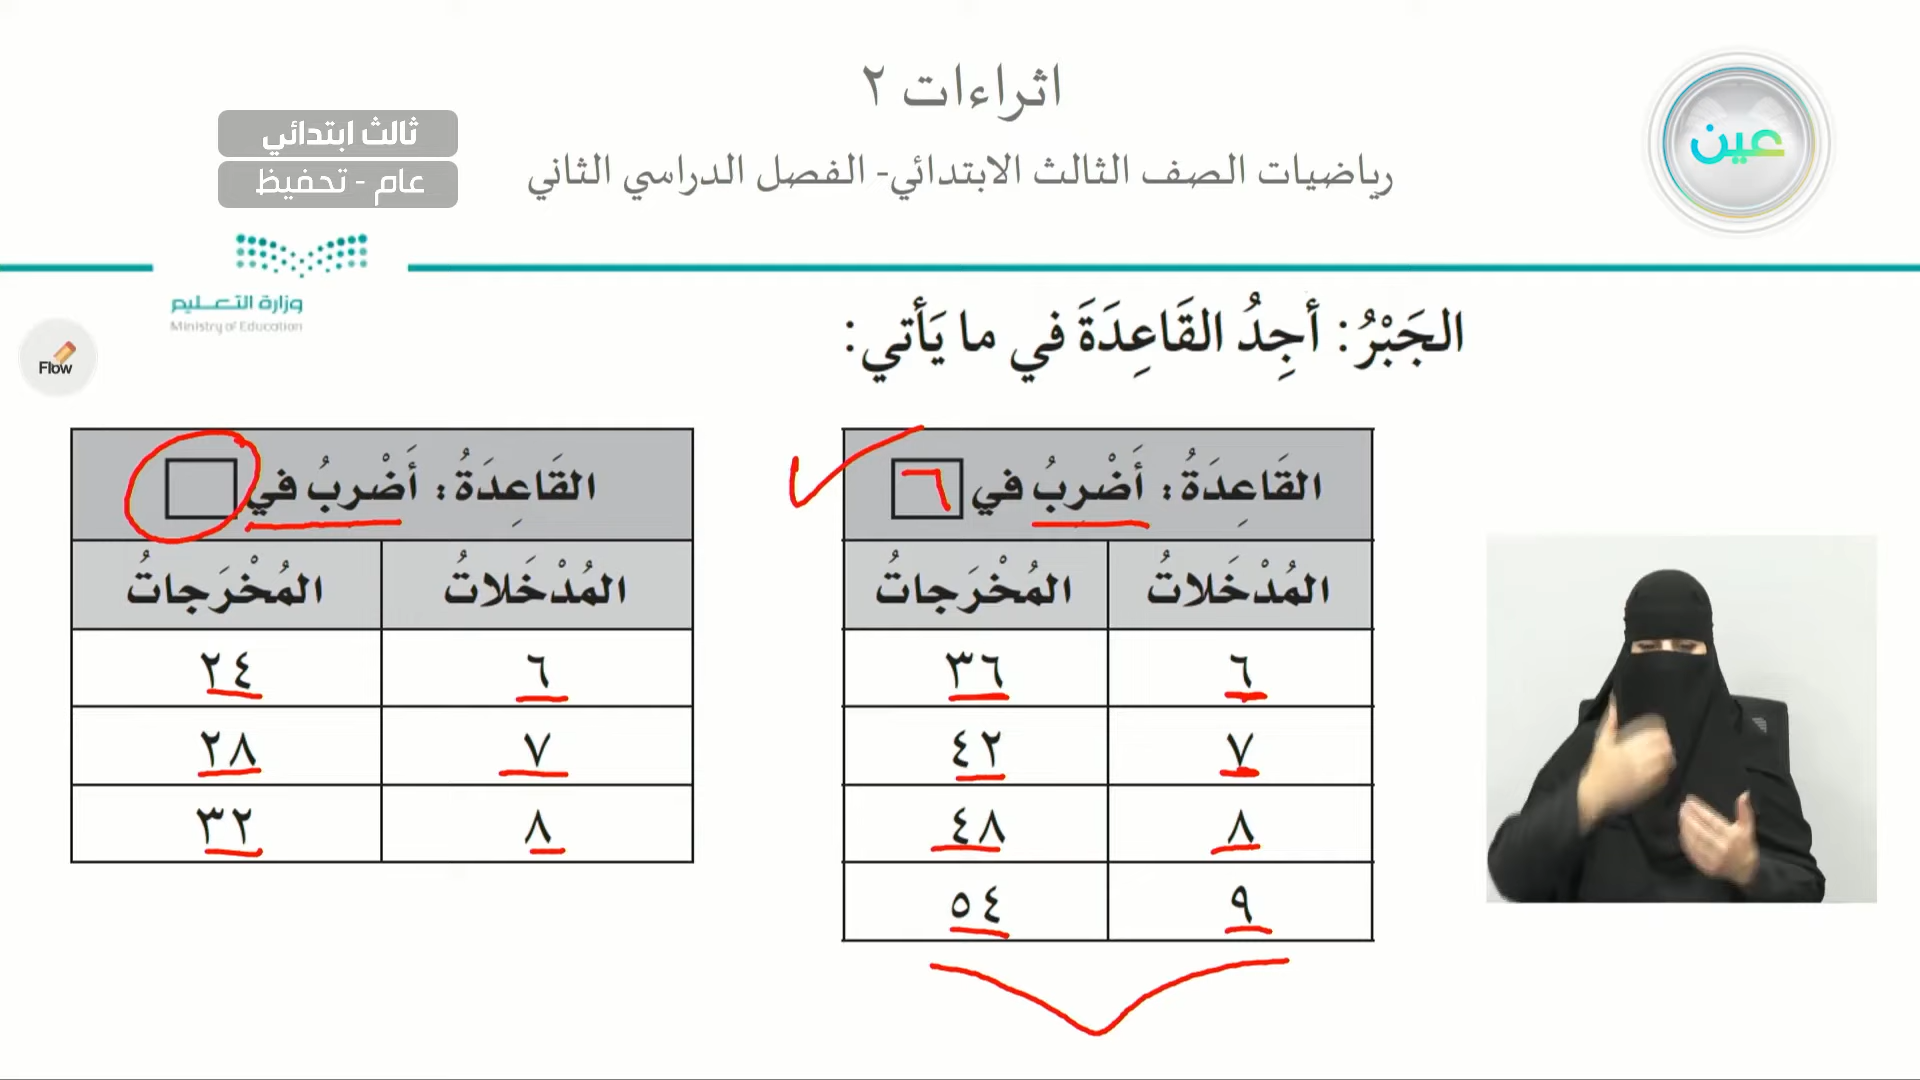 اثراءات ٢
رياضيات الصف الثالث الابتدائي- الفصل الدراسي الثاني
عين
ثالث ابتدائي
عام - تحفيظ
وزارة التعليم
Ministry of Education
Flow
الجَبْرُ: أجِدُ القَاعِدَةَ في ما يَأتي:
القَاعِدَةُ: أَضْرِبُ في ٦
المُدْخَلاتُ المُخْرَجاتُ
٦ ٣٦
٧ ٤٢
٨ ٤٨
٩ ٥٤
القَاعِدَةُ: أَضْرِبُ في
المُدْخَلاتُ المُخْرَجاتُ
٦ ٢٤
٧ ٢٨
٨ ٣٢